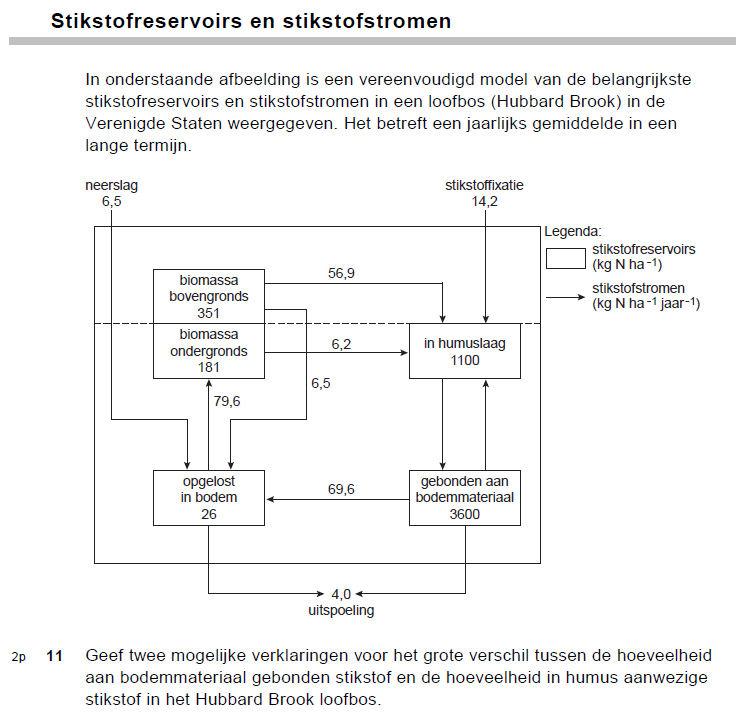 Stikstofreservoirs en stikstofstromen
In onderstaande afbeelding is een vereenvoudigd model van de belangrijkste
stikstofreservoirs en stikstofstromen in een loofbos (Hubbard Brook) in de
Verenigde Staten weergegeven. Het betreft een jaarlijks gemiddelde in een
lange termijn.
neerslag
6,5
stikstoffixatie
14,2
Legenda:
stikstofreservoirs
(kg N ha⁻¹)
stikstofstromen
(kg N ha⁻¹ jaar⁻¹)
biomassa
bovengronds
351
56,9
biomassa
ondergronds
181
6,2
in humuslaag
1100
6,5
79,6
opgelost
in bodem
26
69,6
gebonden aan
bodemmateriaal
3600
4,0
uitspoeling
2p 11 Geef twee mogelijke verklaringen voor het grote verschil tussen de hoeveelheid
aan bodemmateriaal gebonden stikstof en de hoeveelheid in humus aanwezige
stikstof in het Hubbard Brook loofbos.